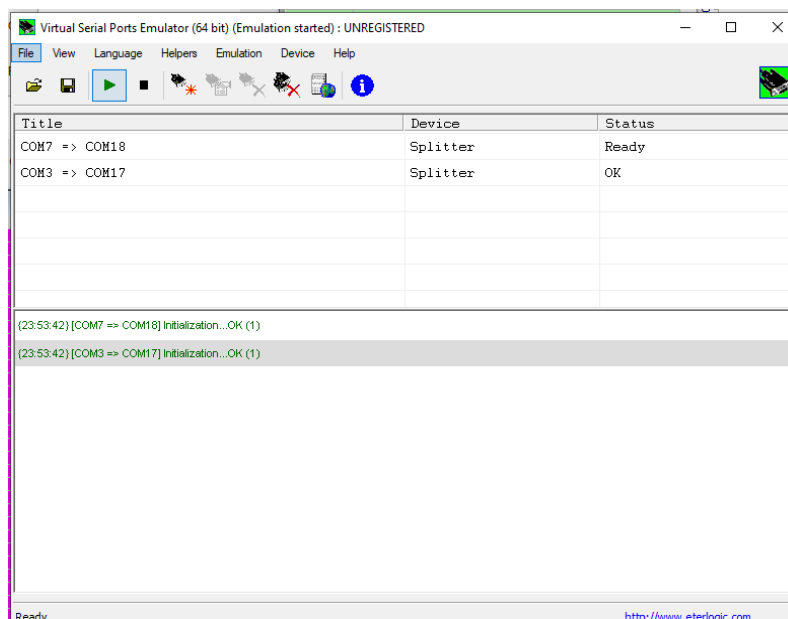 Virtual Serial Ports Emulator (64 bit) (Emulation started) : UNREGISTERED
File View Language Helpers Emulation Device Help
Title Device Status
COM7 => COM18 Splitter Ready
COM3 => COM17 Splitter OK
{23:53:42} [COM7 => COM18] Initialization...OK (1)
{23:53:42} [COM3 => COM17] Initialization...OK (1)
Ready http://www.eterlogic.com